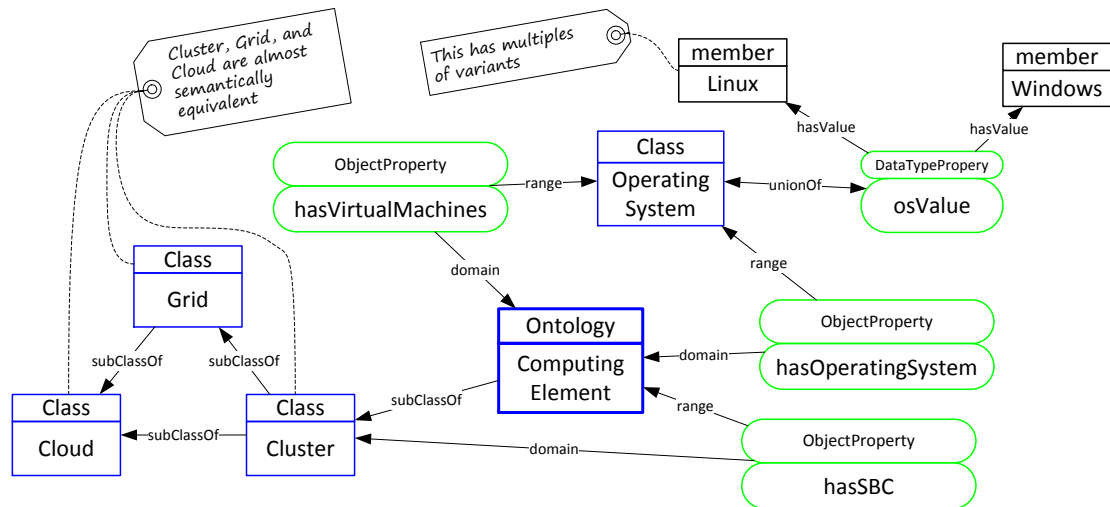 Cluster, Grid, and
Cloud are almost
semantically
equivalent
This has multiples
of variants
member
Linux
member
Windows
hasValue
hasValue
ObjectProperty
hasVirtualMachines
range
Class
Operating
System
unionOf
DataTypePropery
osValue
domain
range
Class
Grid
Ontology
Computing
Element
ObjectProperty
hasOperatingSystem
domain
subClassOf
subClassOf
subClassOf
range
Class
Cloud
subClassOf
Class
Cluster
domain
ObjectProperty
hasSBC